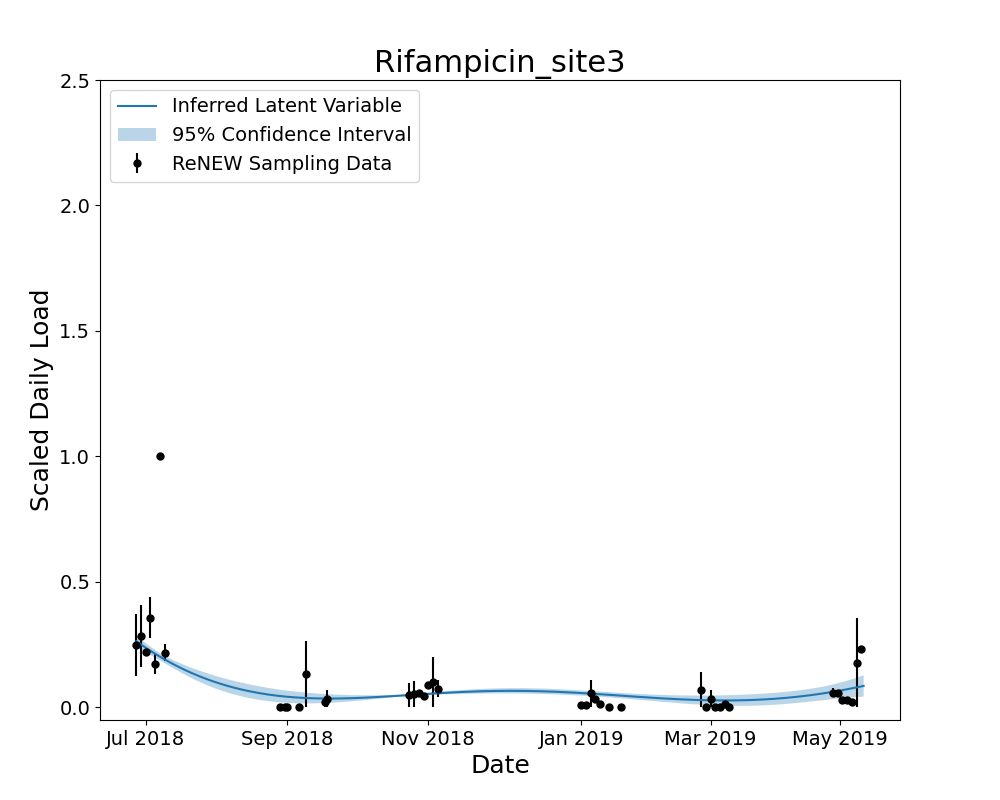 Rifampicin_site3
Inferred Latent Variable
95% Confidence Interval
ReNEW Sampling Data
Scaled Daily Load
2.5
2.0
1.5
1.0
0.5
0.0
Jul 2018 Sep 2018 Nov 2018 Jan 2019 Mar 2019 May 2019
Date